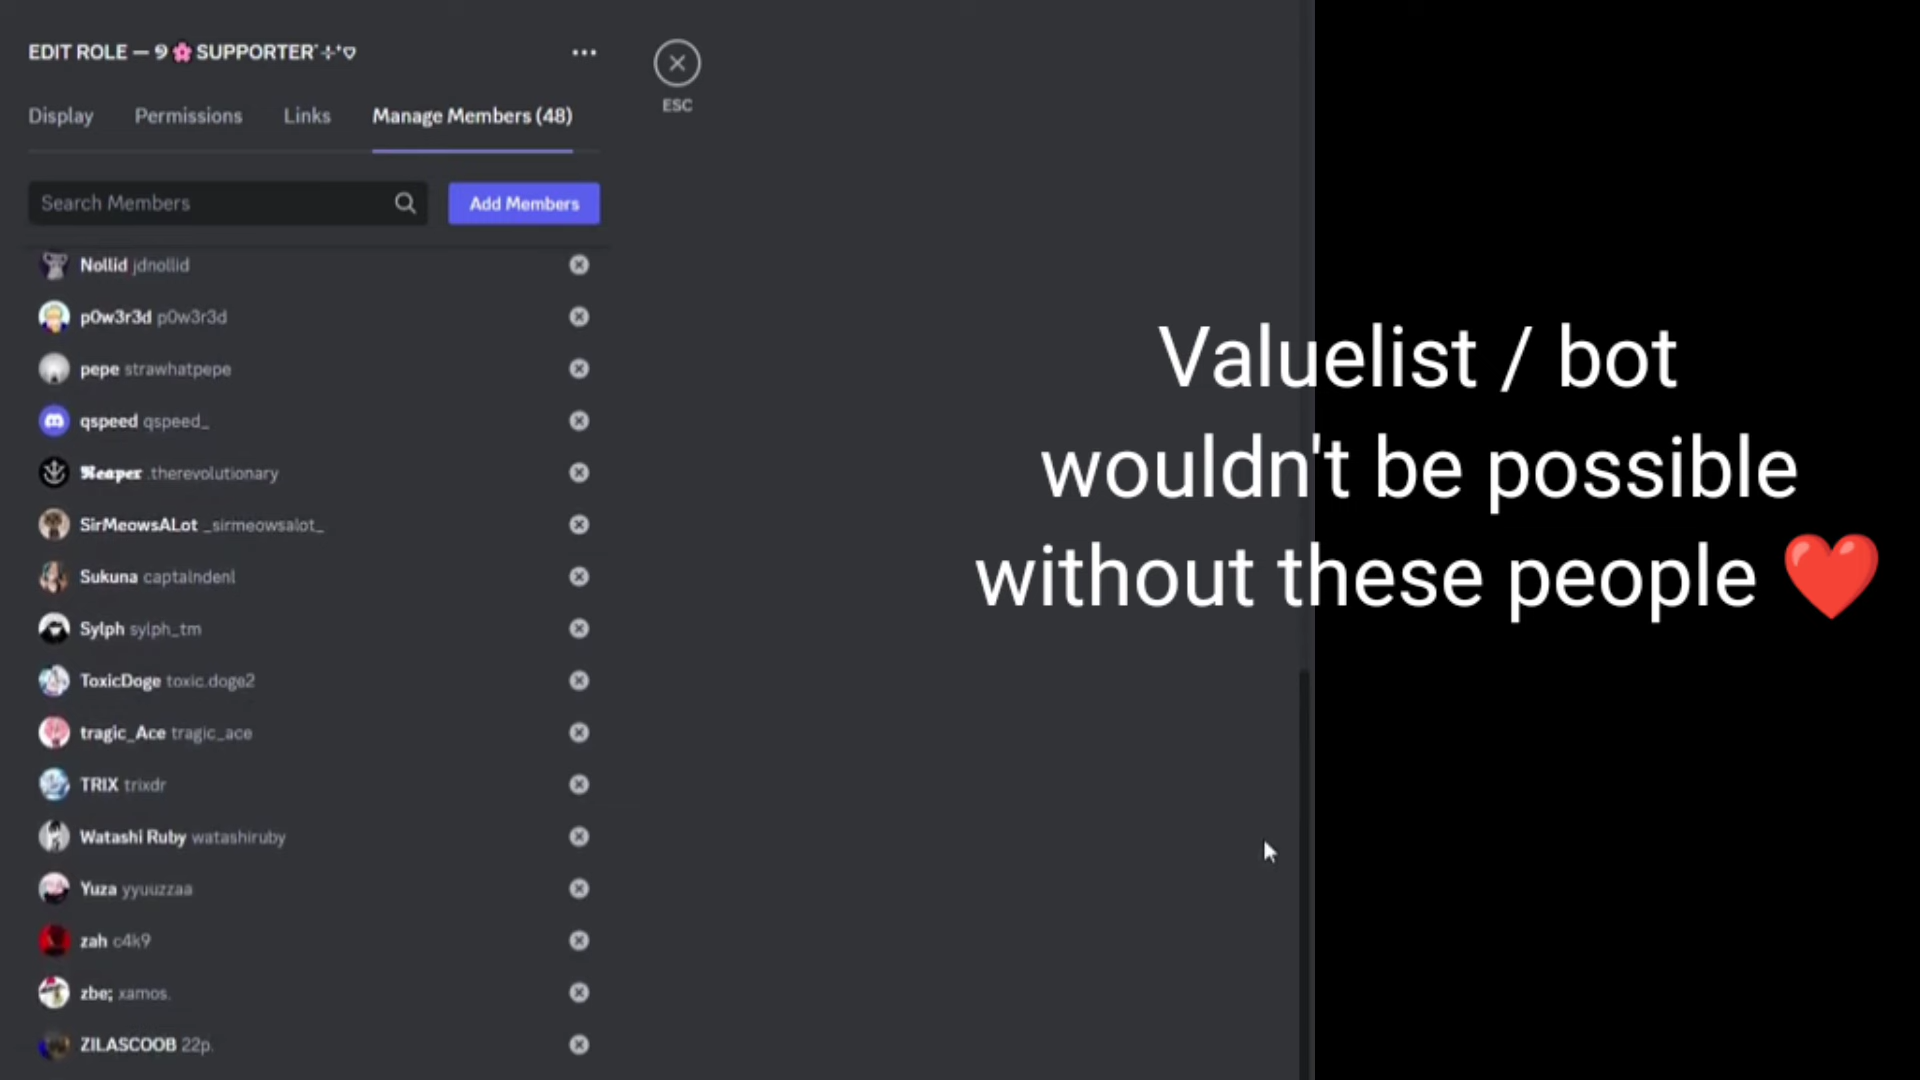 EDIT ROLE — ୨🌸SUPPORTER ⊹ ♡
Display Permissions Links Manage Members (48)
Search Members
Add Members
ESC
Nollid jdnollid
p0w3r3d p0w3r3d
pepe strawhatpepe
qspeed qspeed_
𝕽𝖊𝖆𝖕𝖊𝖗 .therevolutionary
SirMeowsALot _sirmeowsalot_
Sukuna captaindenl
Sylph sylph_tm
ToxicDoge toxic.doge2
tragic_Ace tragic_ace
TRIX trixdr
Watashi Ruby watashiruby
Yuza yyuuzzaa
zah c4k9
zbe; xamos.
ZILASCOOB 22p.
Valuelist / bot
wouldn't be possible
without these people ❤️